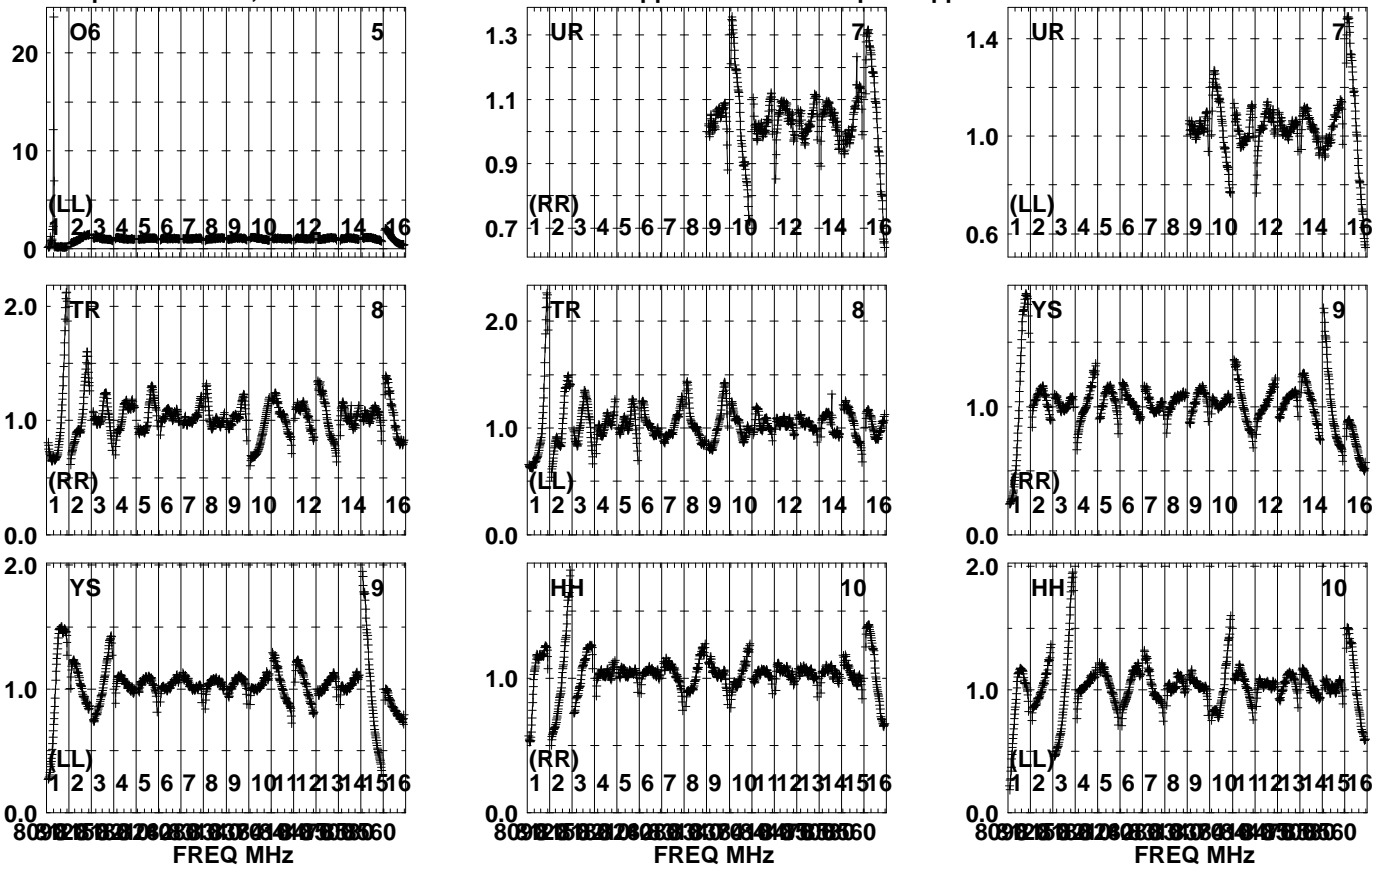 O6 5
20
10
0
(LL)
1 2 3 4 5 6 7 8 9 10 12 14 16
UR 7
1.3
1.1
0.9
0.7
(RR)
1 2 3 4 5 6 7 8 9 10 12 14 16
UR 7
1.4
1.0
0.6
(LL)
1 2 3 4 5 6 7 8 9 10 12 14 16
TR 8
2.0
1.0
0.0
(RR)
1 2 3 4 5 6 7 8 9 10 12 14 16
TR 8
2.0
1.0
0.0
(LL)
1 2 3 4 5 6 7 8 9 10 12 14 16
YS 9
1.0
0.0
(RR)
1 2 3 4 5 6 7 8 9 10 12 14 16
YS 9
2.0
1.0
0.0
(LL)
1 2 3 4 5 6 7 8 9 10 11 12 13 14 15 16
FREQ MHz
HH 10
1.0
0.0
(RR)
1 2 3 4 5 6 7 8 9 10 11 12 13 14 15 16
FREQ MHz
HH 10
2.0
1.0
0.0
(LL)
1 2 3 4 5 6 7 8 9 10 11 12 13 14 15 16
FREQ MHz